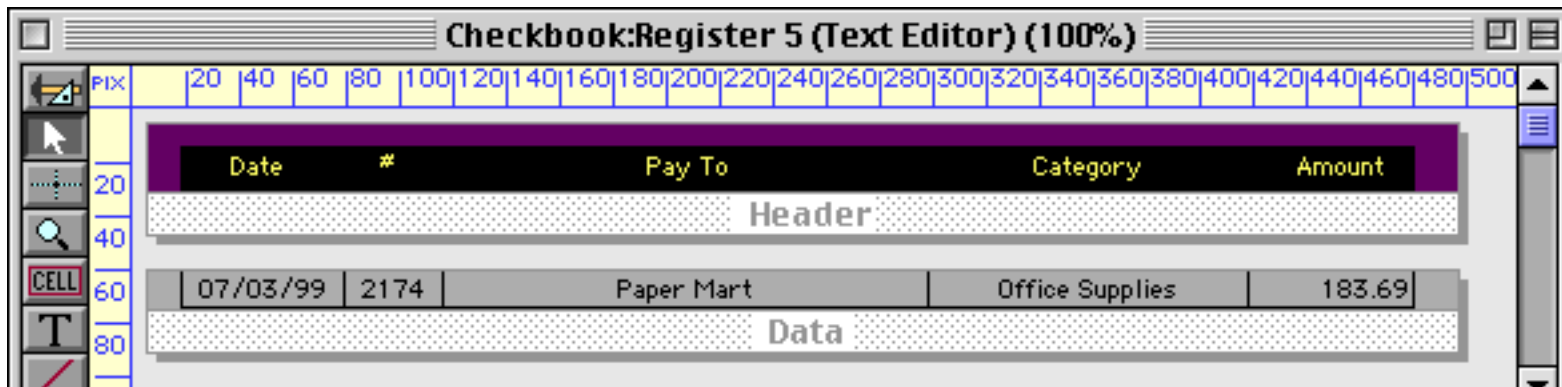 Checkbook:Register 5 (Text Editor) (100%)
PIX 20 40 60 80 100 120 140 160 180 200 220 240 260 280 300 320 340 360 380 400 420 440 460 480 500
Date # Pay To Category Amount
20
Header
40
CELL
60 07/03/99 2174 Paper Mart Office Supplies 183.69
T
80 Data